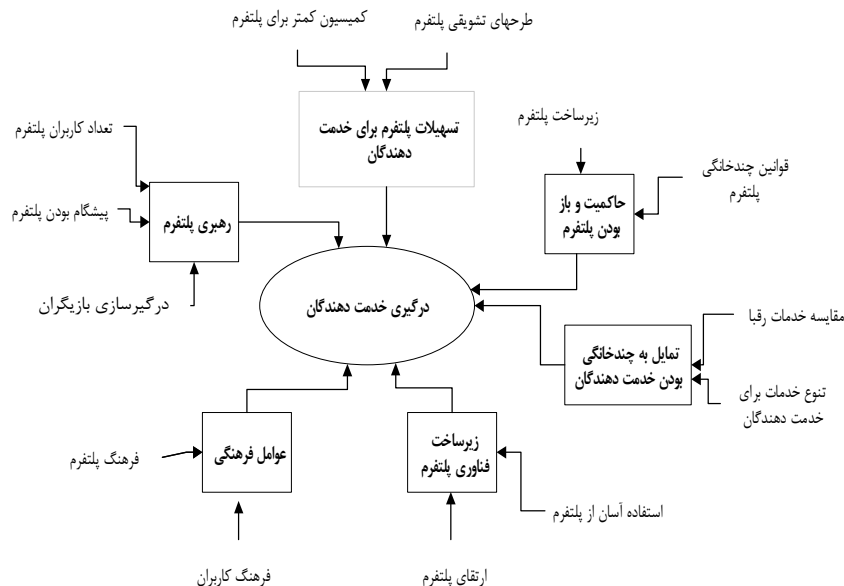 کمیسیون کمتر برای پلتفرم
طرحهای تشویقی پلتفرم
تسهیلات پلتفرم برای خدمت
دهندگان
زیرساخت پلتفرم
قوانین چندخانگی
پلتفرم
حاکمیت و باز
بودن پلتفرم
تعداد کاربران پلتفرم
پیشگام بودن پلتفرم
رهبری پلتفرم
درگیرسازی بازیگران
درگیری خدمت دهندگان
مقایسه خدمات رقبا
تمایل به چندخانگی
بودن خدمت دهندگان
تنوع خدمات برای
خدمت دهندگان
زیرساخت
فناوری پلتفرم
استفاده آسان از پلتفرم
ارتقای پلتفرم
عوامل فرهنگی
فرهنگ پلتفرم
فرهنگ کاربران